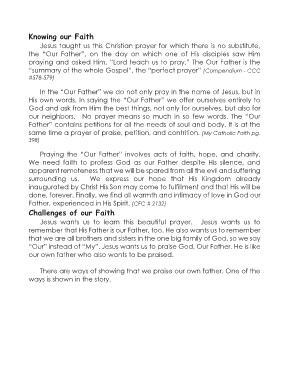 Knowing our Faith
Jesus taught us this Christian prayer for which there is no substitute,
the "Our Father", on the day on which one of His disciples saw Him
praying and asked Him, "Lord teach us to pray." The Our Father is the
"summary of the whole Gospel", the "perfect prayer" (Compendium - CCC
#578-579)
In the "Our Father" we do not only pray in the name of Jesus, but in
His own words. In saying the "Our Father" we offer ourselves entirely to
God and ask from Him the best things, not only for ourselves, but also for
our neighbors. No prayer means so much in so few words. The "Our
Father" contains petitions for all the needs of soul and body. It is at the
same time a prayer of praise, petition, and contrition. (My Catholic Faith pg.
398)
Praying the "Our Father" involves acts of faith, hope, and charity.
We need faith to profess God as our Father despite His silence, and
apparent remoteness that we will be spared from all the evil and suffering
surrounding us. We express our hope that His Kingdom already
inaugurated by Christ His Son may come to fulfillment and that His will be
done, forever. Finally, we find all warmth and intimacy of love in God our
Father, experienced in His Spirit. (CFC # 2132)
Challenges of our Faith
Jesus wants us to learn this beautiful prayer. Jesus wants us to
remember that His Father is our Father, too. He also wants us to remember
that we are all brothers and sisters in the one big family of God, so we say
"Our" instead of "My". Jesus wants us to praise God, Our Father. He is like
our own father who also wants to be praised.
There are ways of showing that we praise our own father. One of the
ways is shown in the story.